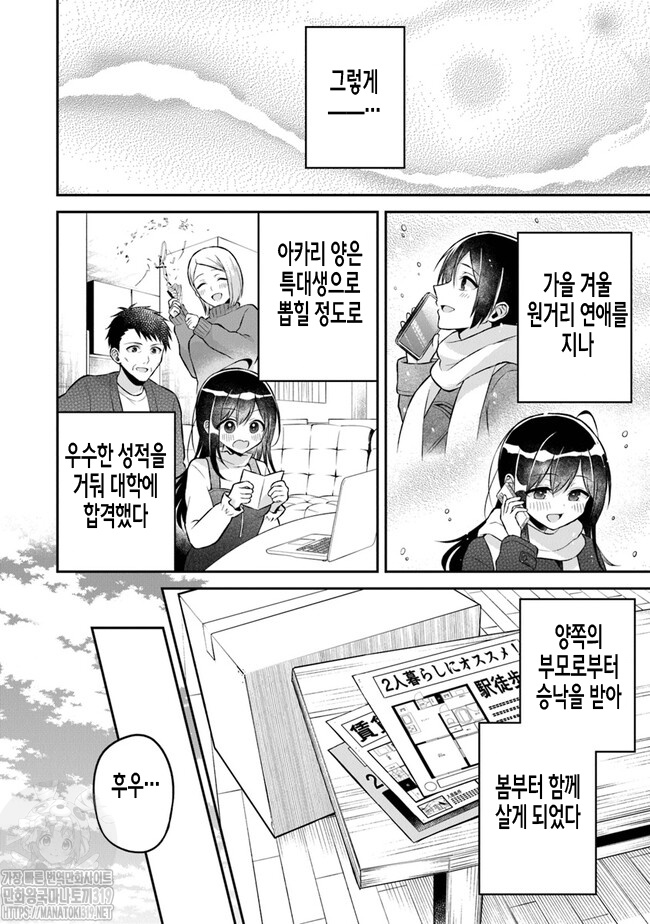 그렇게
——…
가을 겨울
원거리 연애를
지나
아카리 양은
특대생으로
뽑힐 정도로
우수한 성적을
거둬 대학에
합격했다
양쪽의
부모로부터
승낙을 받아
2人暮らしにオススメ!
駅徒歩
賃貸
2
봄부터 함께
살게 되었다
후우…
가장 빠른 번역만화사이트
만화왕국마나토끼319
HTTPS://MANATOKI319.NET